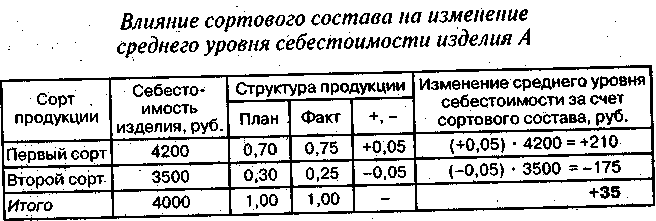 Влияние сортового состава на изменение
среднего уровня себестоимости изделия А
Сорт продукции | Себесто-имость изделия, руб. | Структура продукции | Изменение среднего уровня себестоимости за счет сортового состава, руб.
План | Факт | +, –
Первый сорт | 4200 | 0,70 | 0,75 | +0,05 | (+0,05) · 4200 = +210
Второй сорт. | 3500 | 0,30 | 0,25 | –0,05 | (–0,05) · 3500 = –175
Итого | 4000 | 1,00 | 1,00 | – | +35